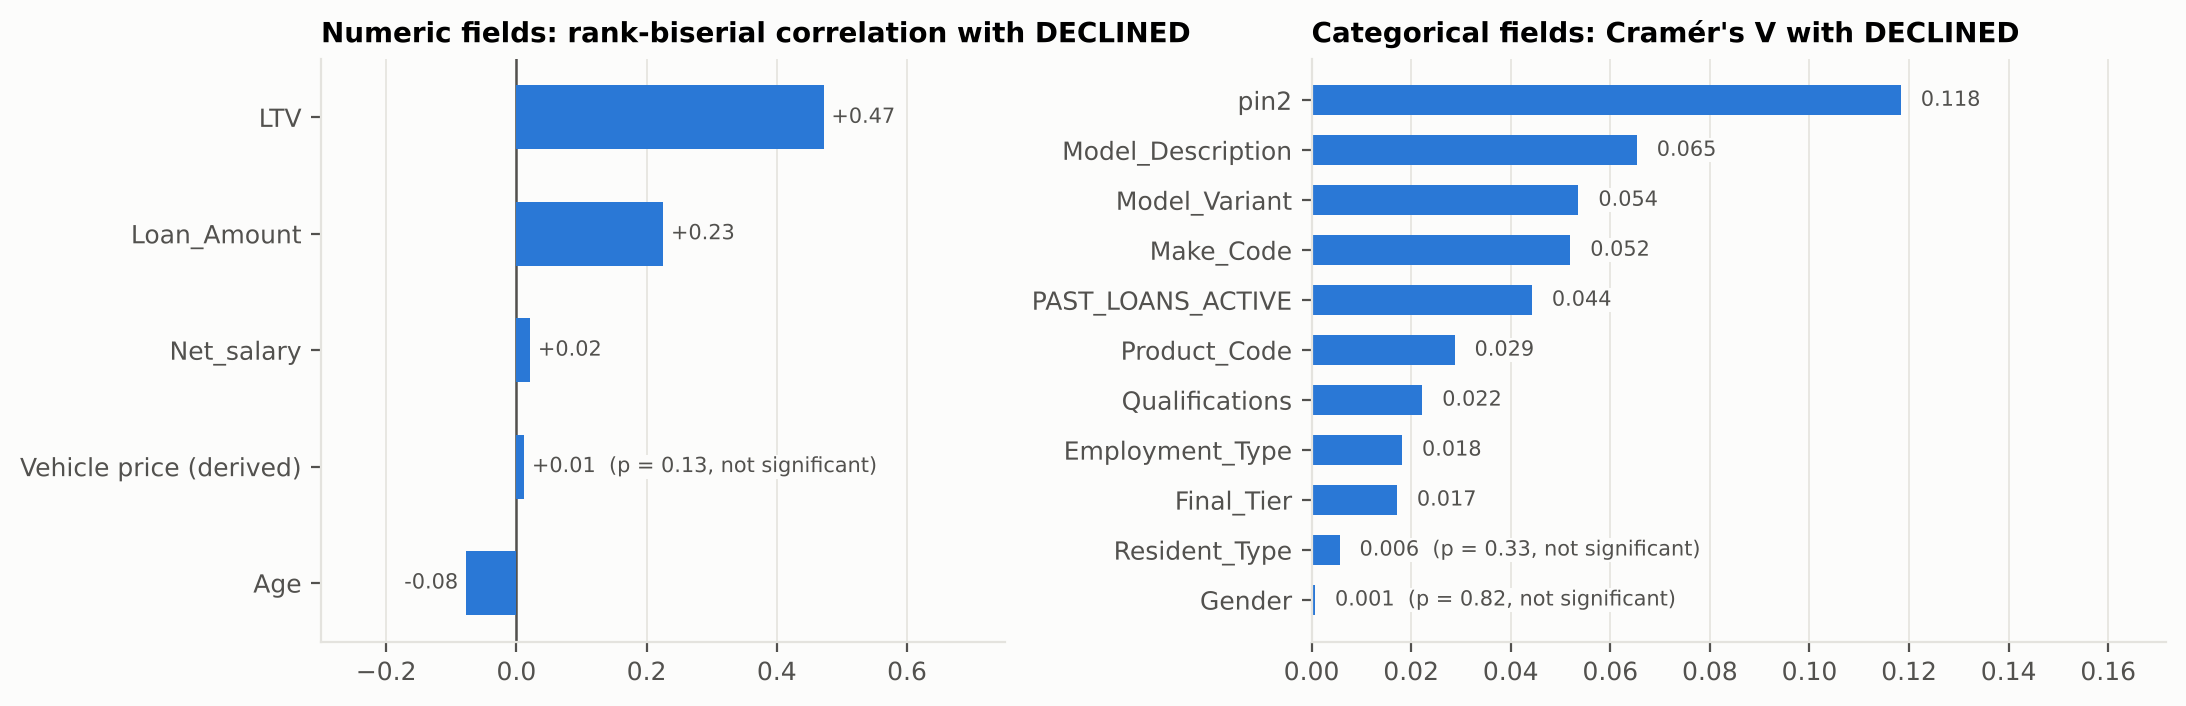 Numeric fields: rank-biserial correlation with DECLINED
LTV
+0.47
Loan_Amount
+0.23
Net_salary
+0.02
Vehicle price (derived)
+0.01 (p = 0.13, not significant)
Age
-0.08
−0.2 0.0 0.2 0.4 0.6
Categorical fields: Cramér's V with DECLINED
pin2
0.118
Model_Description
0.065
Model_Variant
0.054
Make_Code
0.052
PAST_LOANS_ACTIVE
0.044
Product_Code
0.029
Qualifications
0.022
Employment_Type
0.018
Final_Tier
0.017
Resident_Type
0.006 (p = 0.33, not significant)
Gender
0.001 (p = 0.82, not significant)
0.00 0.02 0.04 0.06 0.08 0.10 0.12 0.14 0.16